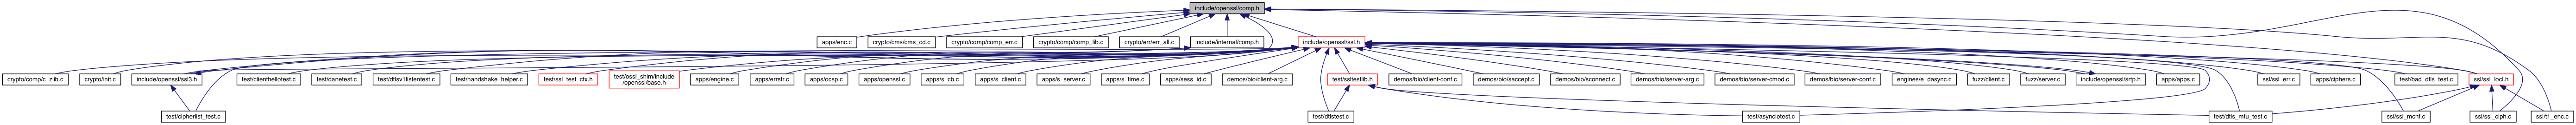 include/openssl/comp.h
apps/enc.c
crypto/cms/cms_cd.c
crypto/comp/comp_err.c
crypto/comp/comp_lib.c
crypto/err/err_all.c
include/internal/comp.h
include/openssl/ssl.h
crypto/comp/c_zlib.c
crypto/init.c
include/openssl/ssl3.h
test/clienthellotest.c
test/danetest.c
test/dtlsv1listentest.c
test/handshake_helper.c
test/ssl_test_ctx.h
test/ossl_shim/include
/openssl/base.h
apps/engine.c
apps/errstr.c
apps/ocsp.c
apps/openssl.c
apps/s_cb.c
apps/s_client.c
apps/s_server.c
apps/s_time.c
apps/sess_id.c
demos/bio/client-arg.c
test/ssltestlib.h
demos/bio/client-conf.c
demos/bio/saccept.c
demos/bio/sconnect.c
demos/bio/server-arg.c
demos/bio/server-cmod.c
demos/bio/server-conf.c
engines/e_dasync.c
fuzz/client.c
fuzz/server.c
include/openssl/srtp.h
apps/apps.c
ssl/ssl_err.c
apps/ciphers.c
test/bad_dtls_test.c
ssl/ssl_locl.h
test/cipherlist_test.c
test/dtlstest.c
test/asynciotest.c
test/dtls_mtu_test.c
ssl/ssl_mcnf.c
ssl/ssl_ciph.c
ssl/t1_enc.c